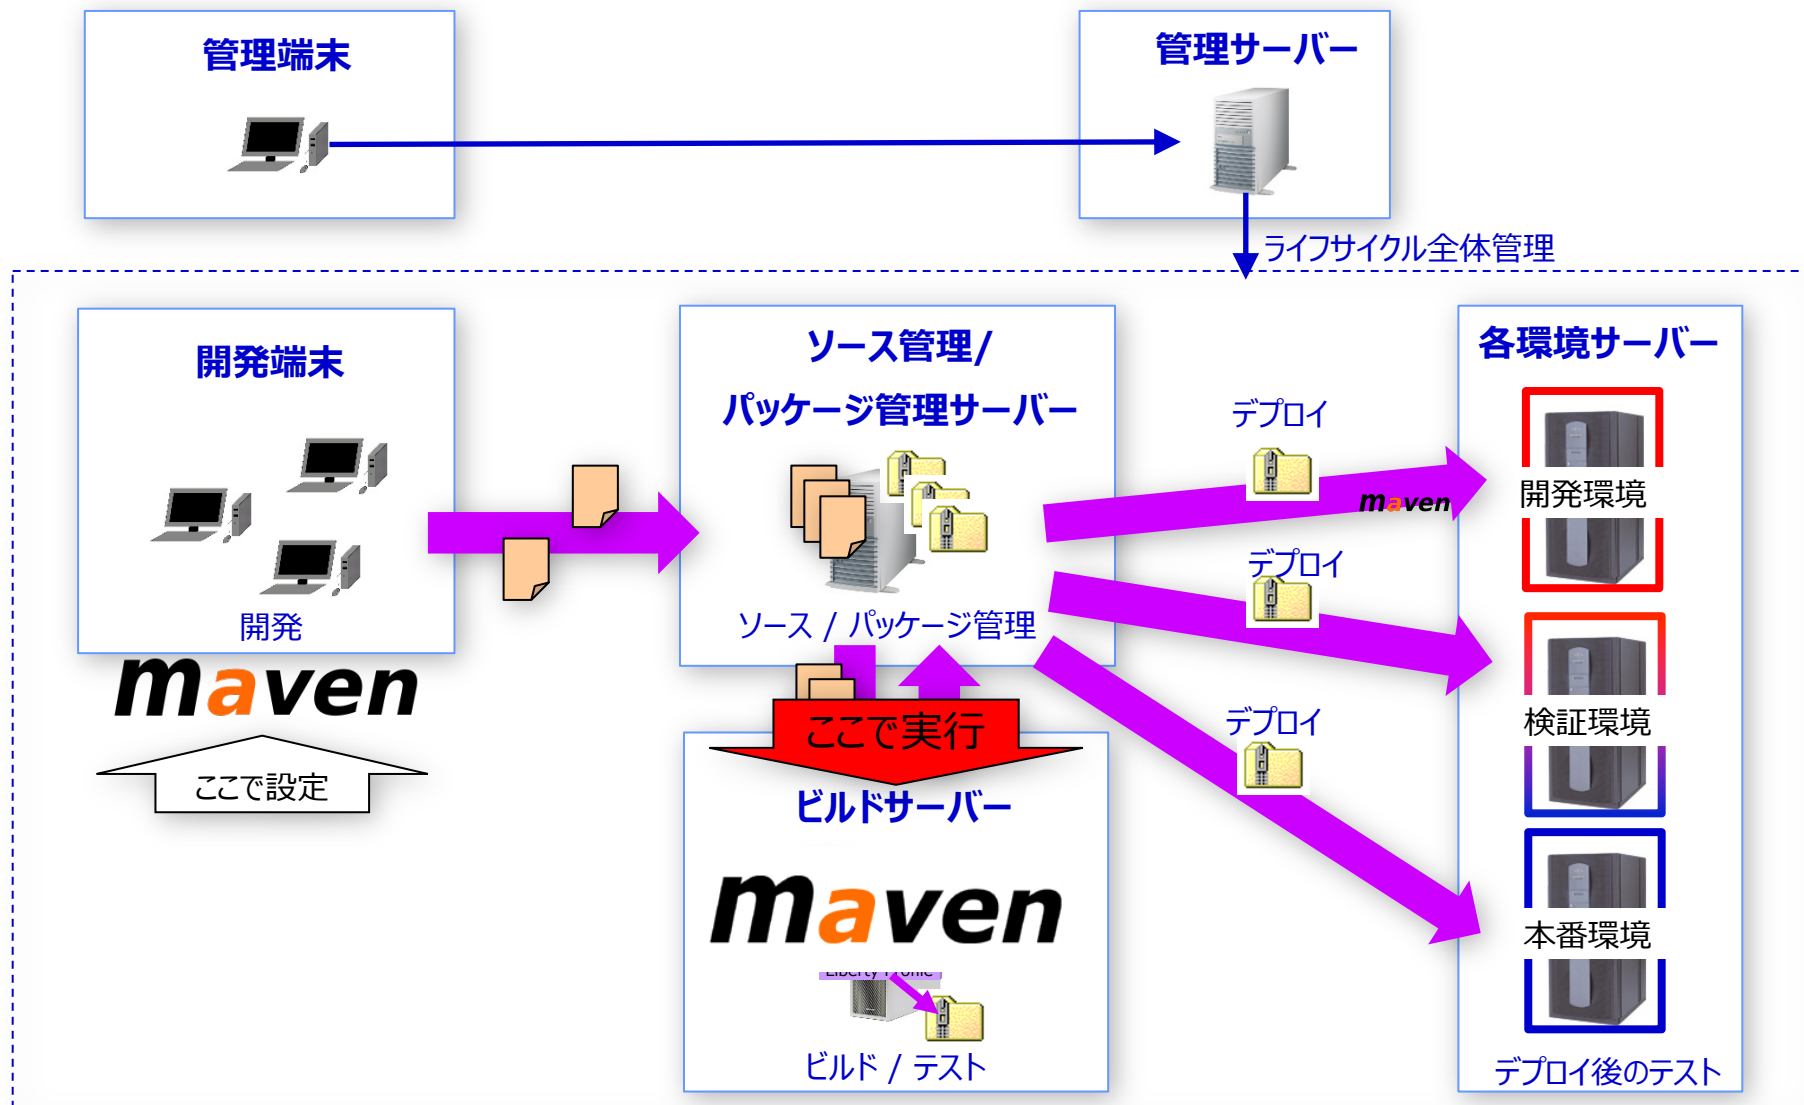 管理端末
管理サーバー
ライフサイクル全体管理
開発端末
開発
maven
ここで設定
ソース管理/
パッケージ管理サーバー
ソース / パッケージ管理
ここで実行
ビルドサーバー
maven
Liberty Profile
ビルド / テスト
デプロイ
maven
デプロイ
デプロイ
各環境サーバー
開発環境
検証環境
本番環境
デプロイ後のテスト